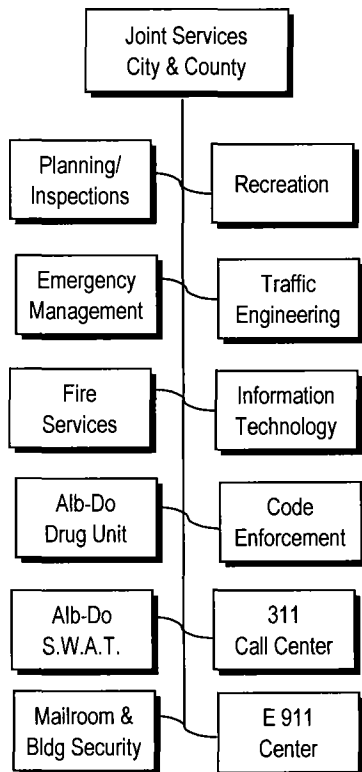 Joint Services
City & County
Planning/
Inspections
Recreation
Emergency
Management
Traffic
Engineering
Fire
Services
Information
Technology
Alb-Do
Drug Unit
Code
Enforcement
Alb-Do
S.W.A.T.
311
Call Center
Mailroom &
Bldg Security
E 911
Center